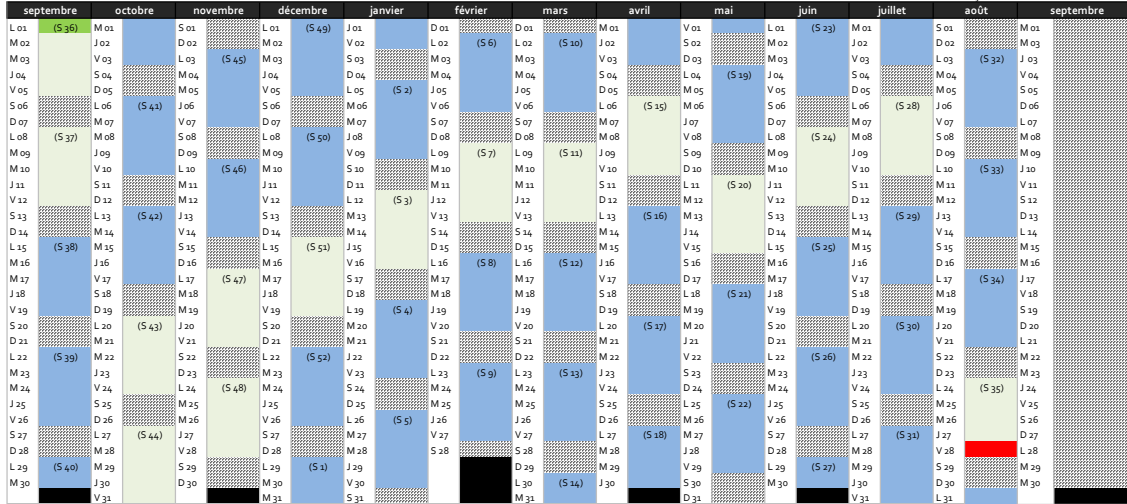 septembre octobre novembre décembre janvier février mars avril mai juin juillet août septembre
L 01 (S 36) M 01 S 01 L 01 (S 49) J 01 D 01 D 01 M 01 V 01 L 01 (S 23) M 01 S 01 M 01
M 02 J 02 D 02 M 02 V 02 L 02 (S 6) L 02 (S 10) J 02 S 02 M 02 J 02 D 02 M 02
M 03 V 03 L 03 (S 45) M 03 S 03 M 03 M 03 V 03 D 03 M 03 V 03 L 03 (S 32) J 03
J 04 S 04 M 04 J 04 D 04 M 04 M 04 S 04 L 04 (S 19) J 04 S 04 M 04 V 04
V 05 D 05 M 05 V 05 L 05 (S 2) J 05 J 05 D 05 M 05 V 05 D 05 M 05 S 05
S 06 L 06 (S 41) J 06 S 06 M 06 V 06 V 06 L 06 (S 15) M 06 S 06 L 06 (S 28) J 06 D 06
D 07 M 07 V 07 D 07 M 07 S 07 S 07 M 07 J 07 D 07 M 07 V 07 L 07
L 08 (S 37) M 08 S 08 L 08 (S 50) J 08 D 08 D 08 M 08 V 08 L 08 (S 24) M 08 S 08 M 08
M 09 J 09 D 09 M 09 V 09 L 09 (S 7) L 09 (S 11) J 09 S 09 M 09 J 09 D 09 M 09
M 10 V 10 L 10 (S 46) M 10 S 10 M 10 M 10 V 10 D 10 M 10 V 10 L 10 (S 33) J 10
J 11 S 11 M 11 J 11 D 11 M 11 M 11 S 11 L 11 (S 20) J 11 S 11 M 11 V 11
V 12 D 12 M 12 V 12 L 12 (S 3) J 12 J 12 D 12 M 12 V 12 D 12 M 12 S 12
S 13 L 13 (S 42) J 13 S 13 M 13 V 13 V 13 L 13 (S 16) M 13 S 13 L 13 (S 29) J 13 D 13
D 14 M 14 V 14 D 14 M 14 S 14 S 14 M 14 J 14 D 14 M 14 V 14 L 14
L 15 (S 38) M 15 S 15 L 15 (S 51) J 15 D 15 D 15 M 15 V 15 L 15 (S 25) M 15 S 15 M 15
M 16 J 16 D 16 M 16 V 16 L 16 (S 8) L 16 (S 12) J 16 S 16 M 16 J 16 D 16 M 16
M 17 V 17 L 17 (S 47) M 17 S 17 M 17 M 17 V 17 D 17 M 17 V 17 L 17 (S 34) J 17
J 18 S 18 M 18 J 18 D 18 M 18 M 18 S 18 L 18 (S 21) J 18 S 18 M 18 V 18
V 19 D 19 M 19 V 19 L 19 (S 4) J 19 J 19 D 19 M 19 V 19 D 19 M 19 S 19
S 20 L 20 (S 43) J 20 S 20 M 20 V 20 V 20 L 20 (S 17) M 20 S 20 L 20 (S 30) J 20 D 20
D 21 M 21 V 21 D 21 M 21 S 21 S 21 M 21 J 21 D 21 M 21 V 21 L 21
L 22 (S 39) M 22 S 22 L 22 (S 52) J 22 D 22 D 22 M 22 V 22 L 22 (S 26) M 22 S 22 M 22
M 23 J 23 D 23 M 23 V 23 L 23 (S 9) L 23 (S 13) J 23 S 23 M 23 J 23 D 23 M 23
M 24 V 24 L 24 (S 48) M 24 S 24 M 24 M 24 V 24 D 24 M 24 V 24 L 24 (S 35) J 24
J 25 S 25 M 25 J 25 D 25 M 25 M 25 S 25 L 25 (S 22) J 25 S 25 M 25 V 25
V 26 D 26 M 26 V 26 L 26 (S 5) J 26 J 26 D 26 M 26 V 26 D 26 M 26 S 26
S 27 L 27 (S 44) J 27 S 27 M 27 V 27 V 27 L 27 (S 18) M 27 S 27 L 27 (S 31) J 27 D 27
D 28 M 28 V 28 D 28 M 28 S 28 S 28 M 28 J 28 D 28 M 28 V 28 L 28
L 29 (S 40) M 29 S 29 L 29 (S 1) J 29 D 29 M 29 V 29 L 29 (S 27) M 29 S 29 M 29
M 30 J 30 D 30 M 30 V 30 L 30 (S 14) J 30 S 30 M 30 J 30 D 30 M 30
V 31 M 31 S 31 M 31 D 31 V 31 L 31